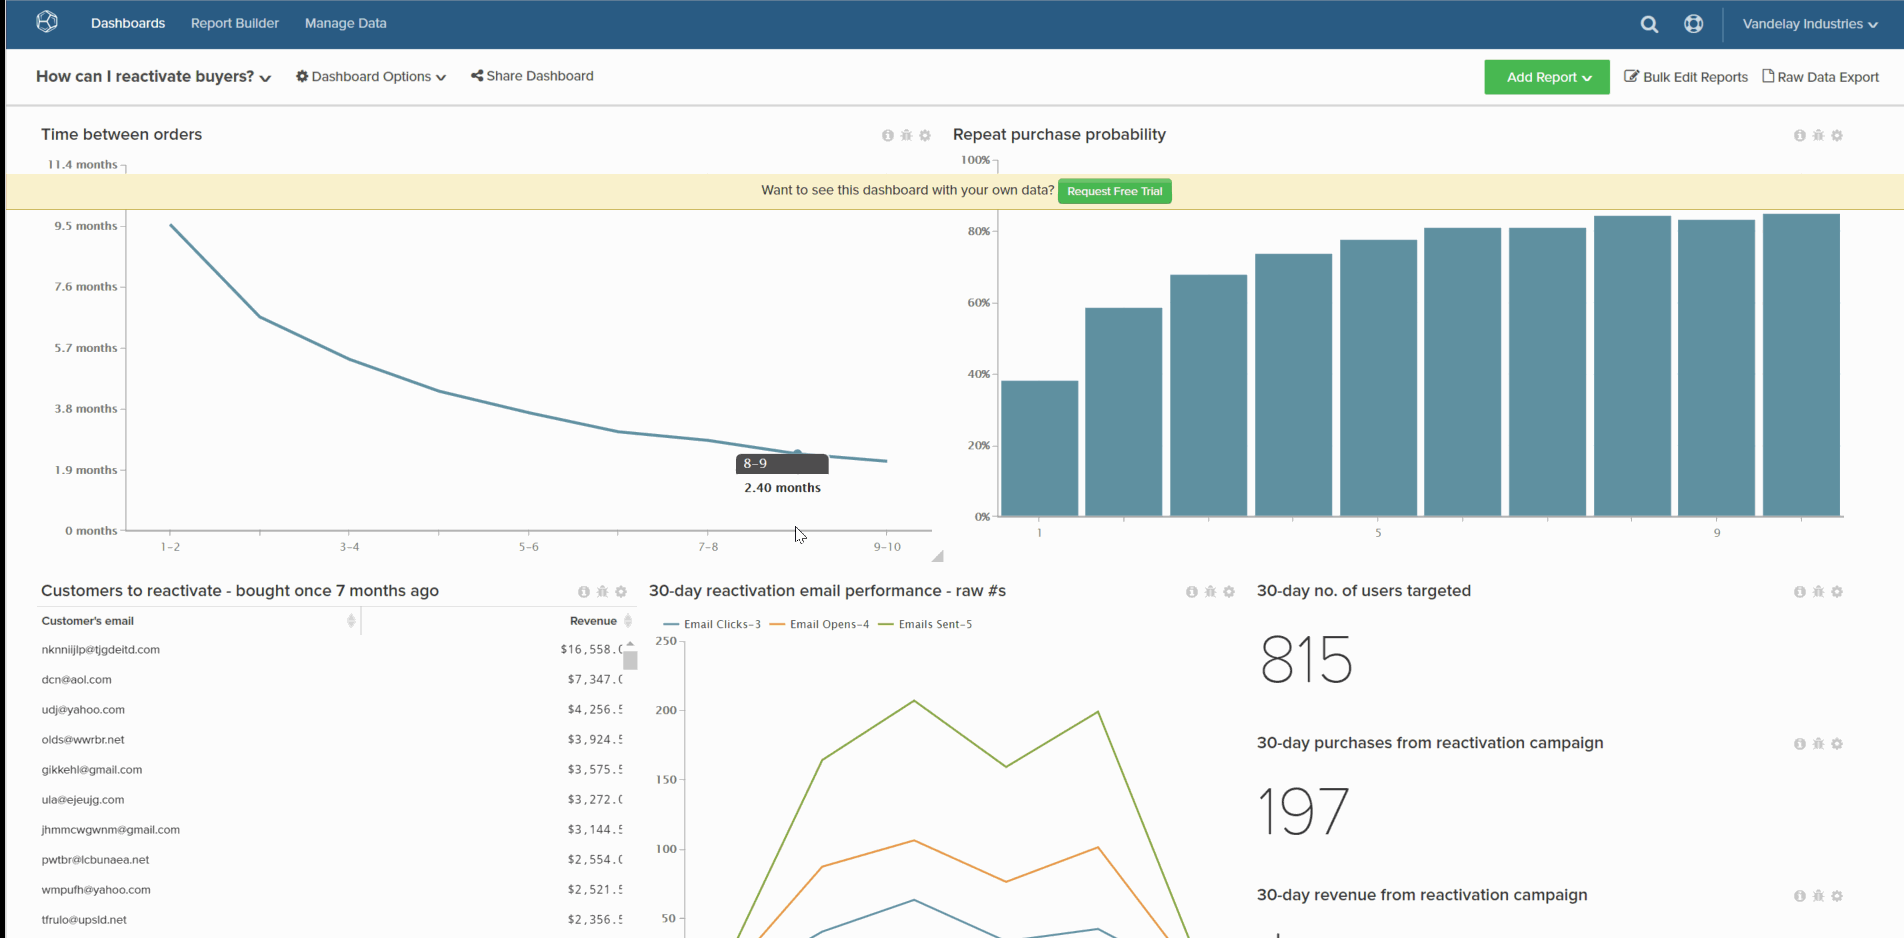 Dashboards Report Builder Manage Data Vandelay Industries
How can I reactivate buyers? Dashboard Options Share Dashboard Add Report Bulk Edit Reports Raw Data Export
Time between orders
11.4 months
9.5 months
7.6 months
5.7 months
3.8 months
1.9 months
0 months
8-9
2.40 months
1-2 3-4 5-6 7-8 9-10
Repeat purchase probability
100%
Want to see this dashboard with your own data? Request Free Trial
80%
60%
40%
20%
0%
1 5 9
Customers to reactivate - bought once 7 months ago
Customer's email Revenue
nknniijlp@tjgdeitd.com $16,558.0
dcn@aol.com $7,347.0
udj@yahoo.com $4,256.5
olds@wwrbr.net $3,924.5
gikkehl@gmail.com $3,575.5
ula@ejeujg.com $3,272.0
jhmmcwgwnm@gmail.com $3,144.5
pwtbr@lcbunaea.net $2,554.0
wmpufh@yahoo.com $2,521.5
tfrulo@upsld.net $2,356.5
30-day reactivation email performance - raw #s
Email Clicks-3 Email Opens-4 Emails Sent-5
250
200
150
100
50
30-day no. of users targeted
815
30-day purchases from reactivation campaign
197
30-day revenue from reactivation campaign